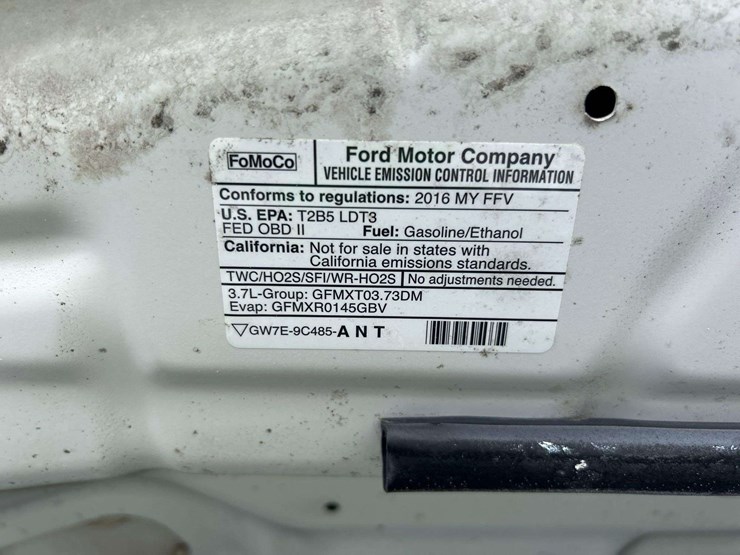 FoMoCo
Ford Motor Company
VEHICLE EMISSION CONTROL INFORMATION
Conforms to regulations: 2016 MY FFV
U.S. EPA: T2B5 LDT3
FED OBD II Fuel: Gasoline/Ethanol
California: Not for sale in states with
California emissions standards.
TWC/HO2S/SFI/WR-HO2S No adjustments needed.
3.7L-Group: GFMXT03.73DM
Evap: GFMXR0145GBV
▽GW7E-9C485-A N T